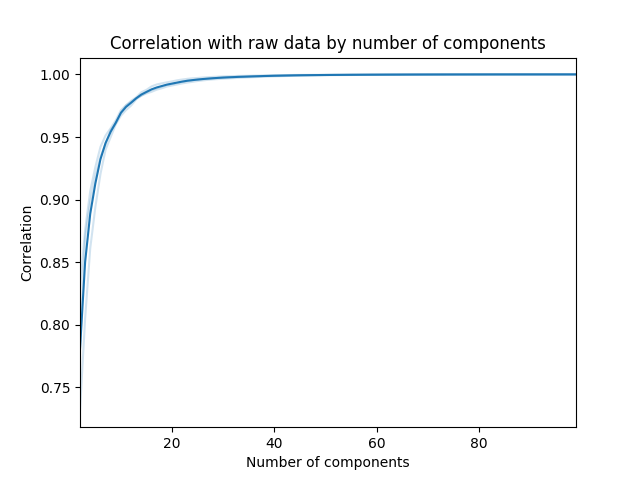 Correlation with raw data by number of components
1.00
0.95
0.90
0.85
0.80
0.75
Correlation
20 40 60 80
Number of components